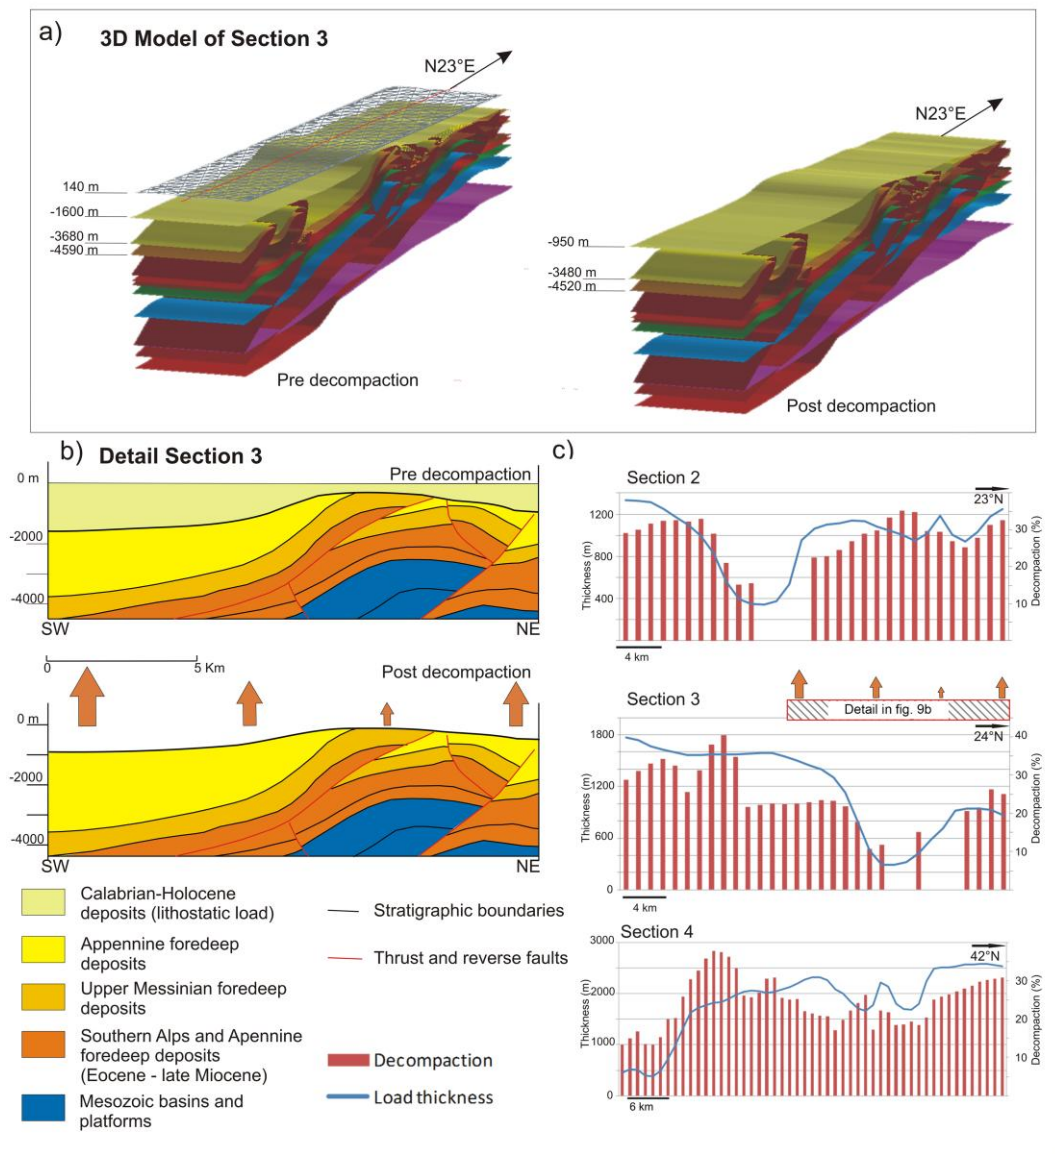 a)
3D Model of Section 3
N23°E
N23°E
140 m
-1600 m
-3680 m
-4590 m
-950 m
-3480 m
-4520 m
Pre decompaction
Post decompaction
b)
Detail Section 3
Pre decompaction
0 m
-2000
-4000
SW
NE
0
5 Km
Post decompaction
0 m
-2000
-4000
SW
NE
c)
Section 2
23°N
1200
800
400
Thickness (m)
30
20
10
Decompaction (%)
4 km
Section 3
Detail in fig. 9b
24°N
1800
1200
600
0
Thickness (m)
40
30
20
10
Decompaction (%)
4 km
Section 4
42°N
3000
2000
1000
0
Thickness (m)
30
20
10
Decompaction (%)
6 km
Calabrian-Holocene
deposits (lithostatic load)
Appennine foredeep
deposits
Upper Messinian foredeep
deposits
Southern Alps and Apennine
foredeep deposits
(Eocene - late Miocene)
Mesozoic basins and
platforms
Stratigraphic boundaries
Thrust and reverse faults
Decompaction
Load thickness